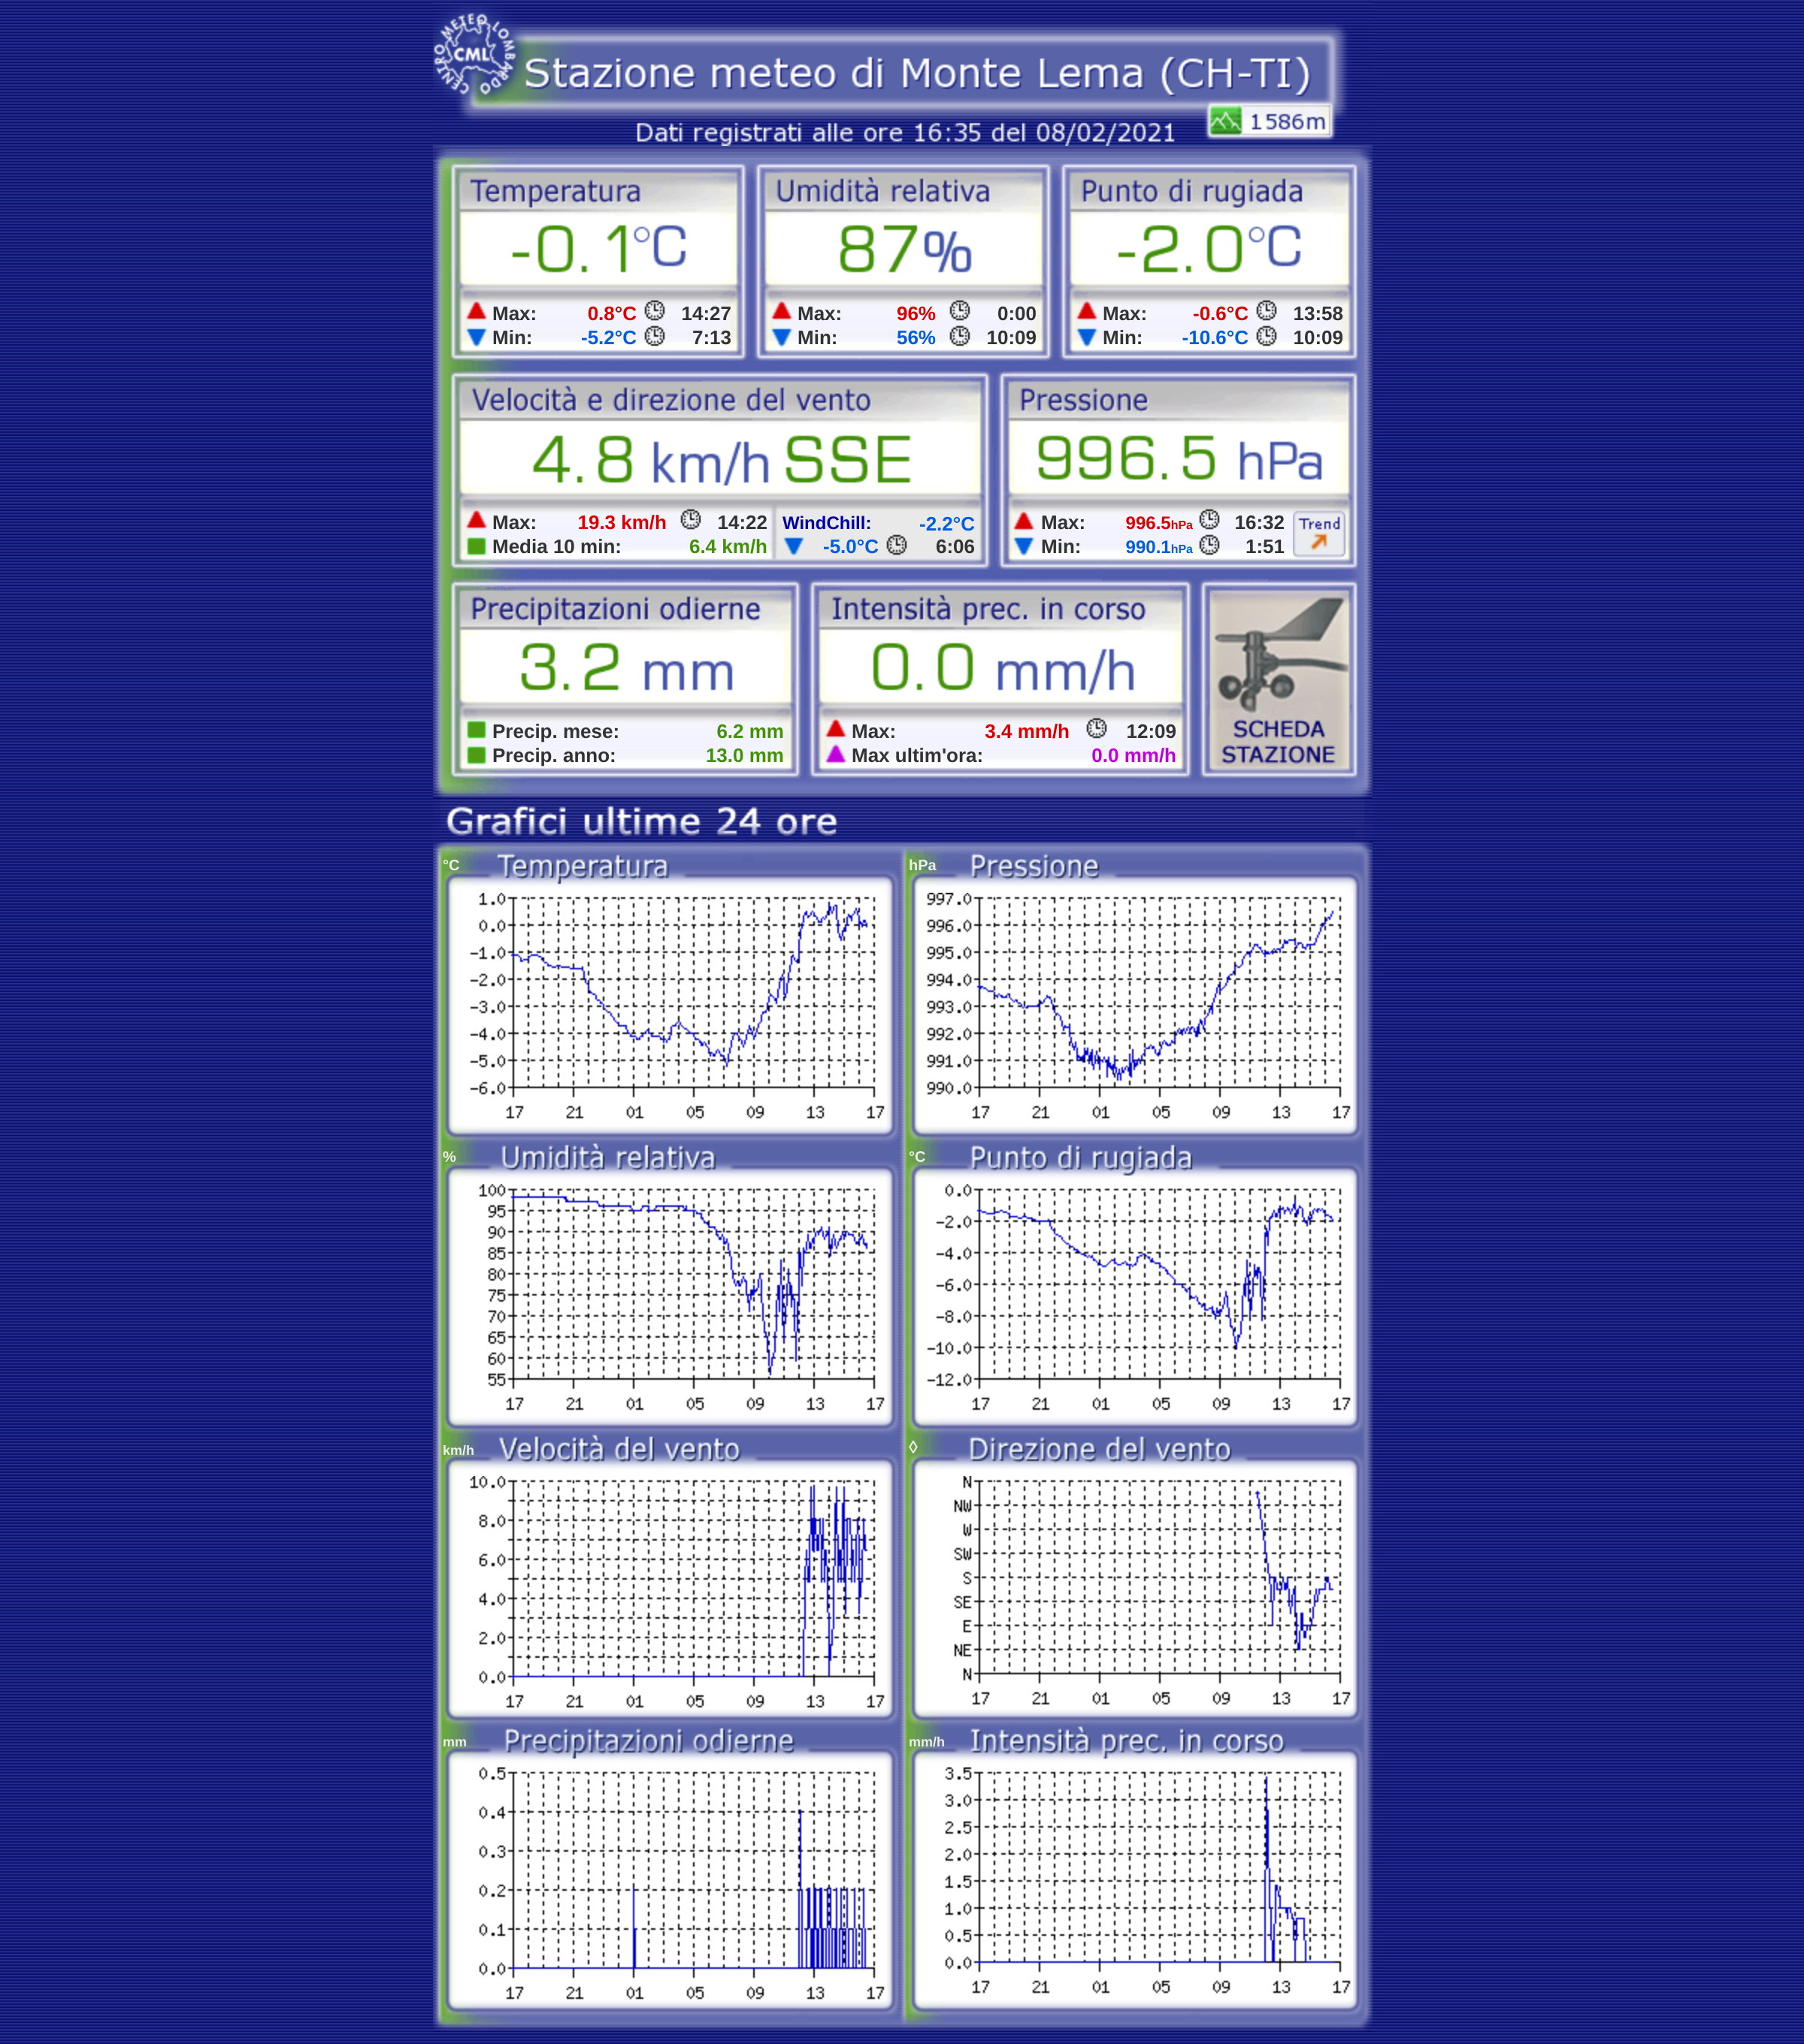 CENTRO METEO LOMBARDO
CML
Stazione meteo di Monte Lema (CH-TI)
1586m
Dati registrati alle ore 16:35 del 08/02/2021
Temperatura
-0.1°C
Max: 0.8°C 14:27
Min: -5.2°C 7:13
Umidità relativa
87%
Max: 96% 0:00
Min: 56% 10:09
Punto di rugiada
-2.0°C
Max: -0.6°C 13:58
Min: -10.6°C 10:09
Velocità e direzione del vento
4.8 km/h SSE
Max: 19.3 km/h 14:22
Media 10 min: 6.4 km/h
WindChill: -2.2°C
-5.0°C 6:06
Pressione
996.5 hPa
Max: 996.5hPa 16:32
Min: 990.1hPa 1:51
Trend
Precipitazioni odierne
3.2 mm
Precip. mese: 6.2 mm
Precip. anno: 13.0 mm
Intensità prec. in corso
0.0 mm/h
Max: 3.4 mm/h 12:09
Max ultim'ora: 0.0 mm/h
SCHEDA
STAZIONE
Grafici ultime 24 ore
°C Temperatura
1.0
0.0
-1.0
-2.0
-3.0
-4.0
-5.0
-6.0
17 21 01 05 09 13 17
hPa Pressione
997.0
996.0
995.0
994.0
993.0
992.0
991.0
990.0
17 21 01 05 09 13 17
% Umidità relativa
100
95
90
85
80
75
70
65
60
55
17 21 01 05 09 13 17
°C Punto di rugiada
0.0
-2.0
-4.0
-6.0
-8.0
-10.0
-12.0
17 21 01 05 09 13 17
km/h Velocità del vento
10.0
8.0
6.0
4.0
2.0
0.0
17 21 01 05 09 13 17
◊ Direzione del vento
N
NW
W
SW
S
SE
E
NE
N
17 21 01 05 09 13 17
mm Precipitazioni odierne
0.5
0.4
0.3
0.2
0.1
0.0
17 21 01 05 09 13 17
mm/h Intensità prec. in corso
3.5
3.0
2.5
2.0
1.5
1.0
0.5
0.0
17 21 01 05 09 13 17